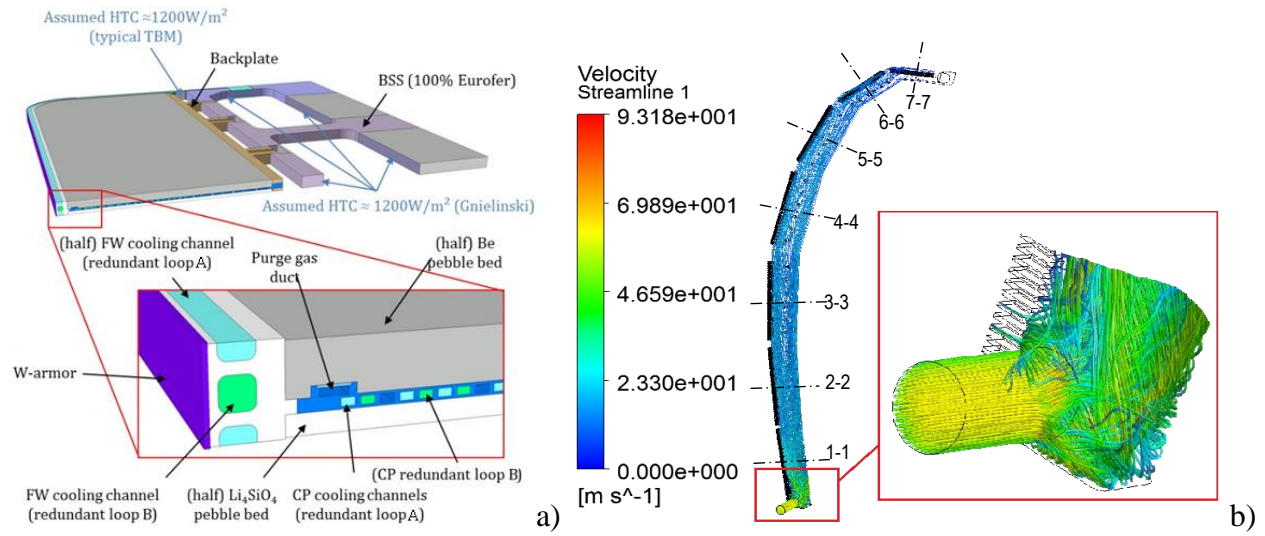 Assumed HTC ≈1200W/m²
(typical TBM)
Backplate
BSS (100% Eurofer)
Assumed HTC ≈ 1200W/m² (Gnielinski)
(half) FW cooling channel
(redundant loop A)
Purge gas
duct
(half) Be
pebble bed
W-armor
(CP redundant loop B)
FW cooling channel
(redundant loop B)
(half) Li₄SiO₄
pebble bed
CP cooling channels
(redundant loop A)
a)
Velocity
Streamline 1
9.318e+001
6.989e+001
4.659e+001
2.330e+001
0.000e+000
[m s^-1]
7-7
6-6
5-5
4-4
3-3
2-2
1-1
b)